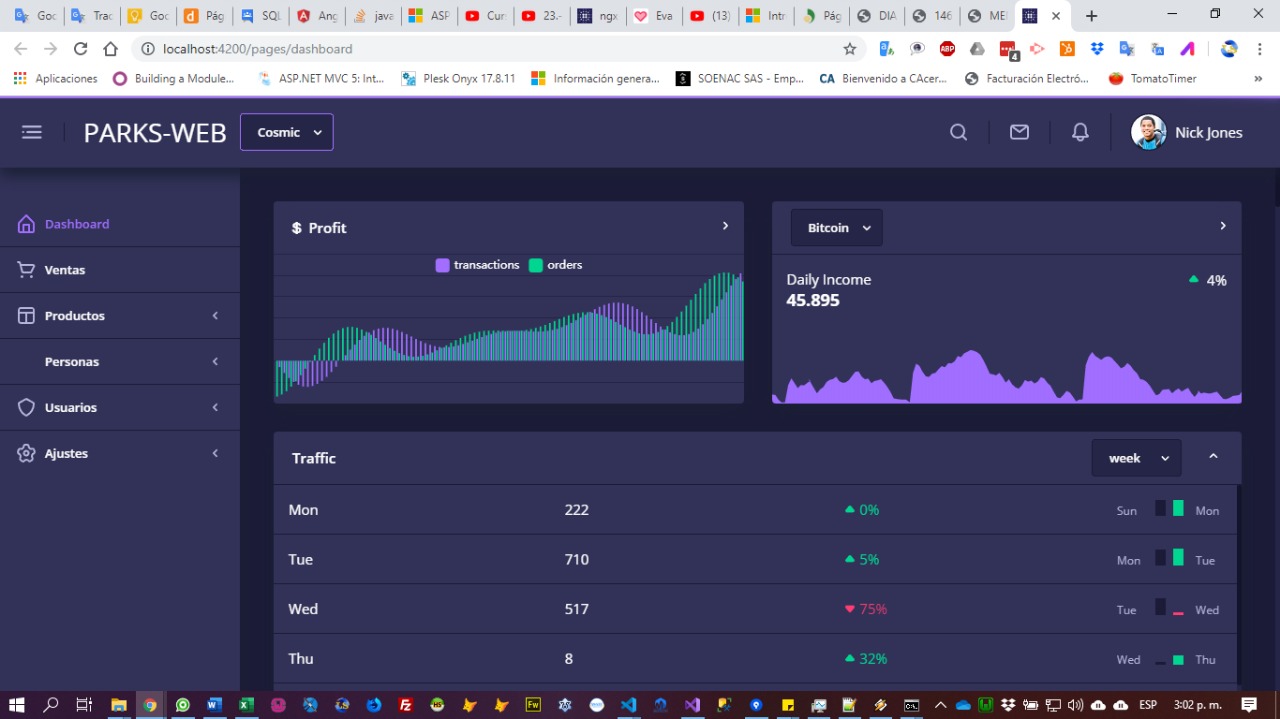 Goo
Trac
Goo
Pág
SQL
Ang
java
ASP
Curs
23.-
ngx
Eva
(13)
Intr
Pág
DIA
146
ME
localhost:4200/pages/dashboard
ABP
4
Aplicaciones
Building a Module...
ASP.NET MVC 5: Int...
Plesk Onyx 17.8.11
Información genera...
SOENAC SAS - Emp...
CA Bienvenido a CAcer...
Facturación Electró...
TomatoTimer
»
PARKS-WEB
Cosmic
Nick Jones
Dashboard
Ventas
Productos
Personas
Usuarios
Ajustes
$ Profit
transactions
orders
Bitcoin
Daily Income
45.895
4%
Traffic
week
Mon 222 0% Sun Mon
Tue 710 5% Mon Tue
Wed 517 75% Tue Wed
Thu 8 32% Wed Thu
ESP
3:02 p. m.